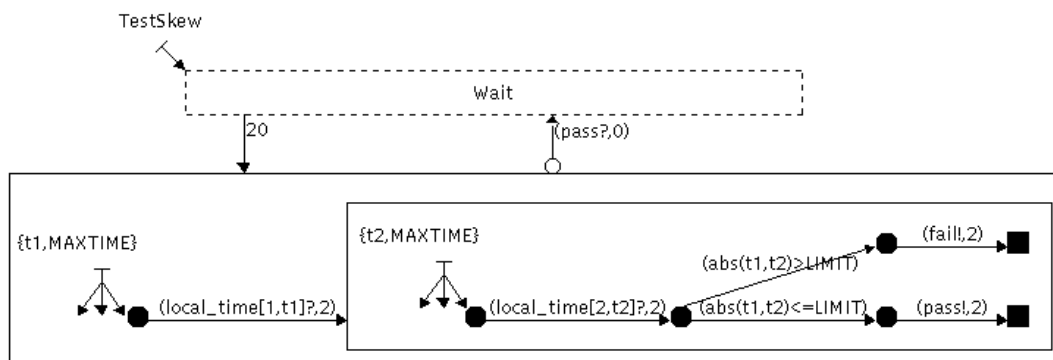 TestSkew
Wait
20
(pass?,0)
{t1,MAXTIME}
{t2,MAXTIME}
(fail!,2)
(abs(t1,t2)>LIMIT)
(local_time[1,t1]?,2)
(local_time[2,t2]?,2)
(abs(t1,t2)<=LIMIT)
(pass!,2)